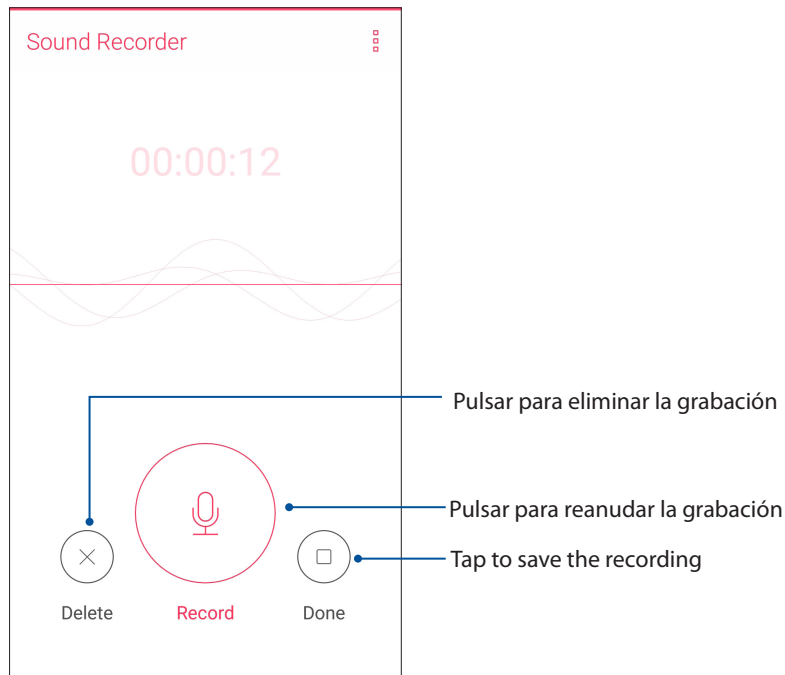 Sound Recorder
00:00:12
Pulsar para eliminar la grabación
Pulsar para reanudar la grabación
Tap to save the recording
Delete
Record
Done